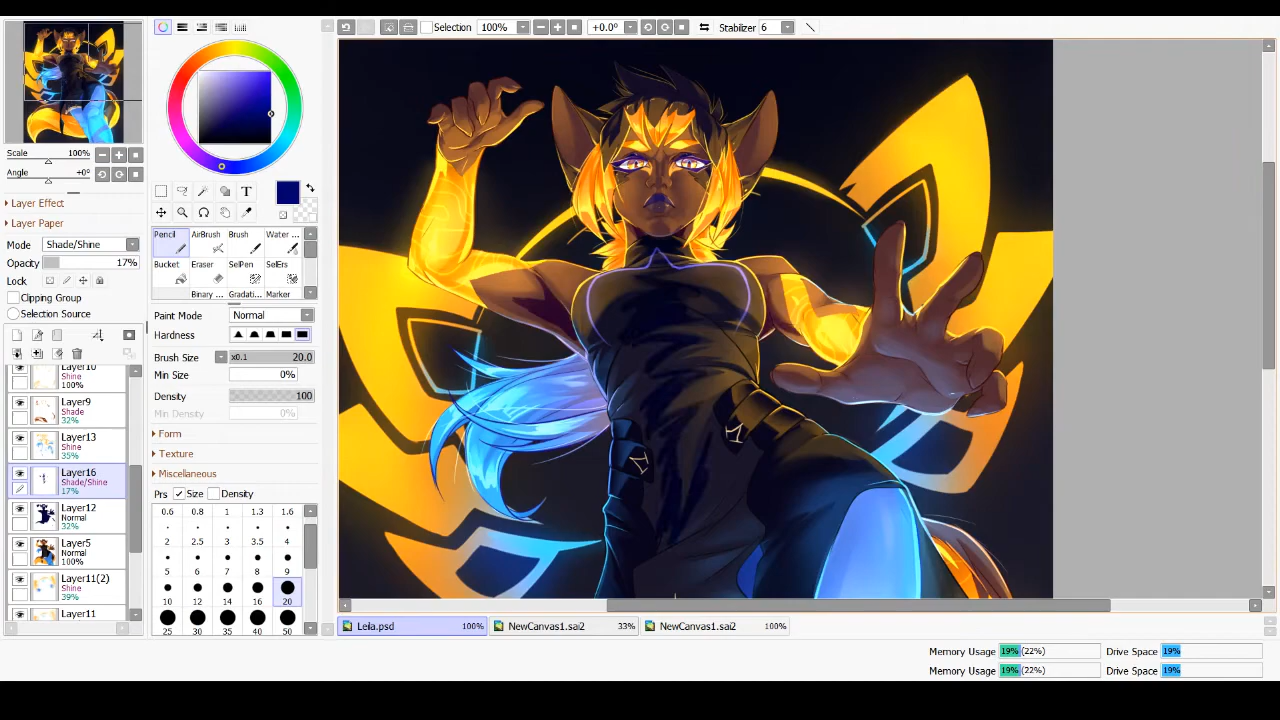 Selection 100% +0.0° Stabilizer 6
Scale 100%
Angle +0°
Layer Effect
Layer Paper
Mode Shade/Shine
Opacity 17%
Lock
Clipping Group
Selection Source
Layer10
Shine
100%
Layer9
Shade
32%
Layer13
Shine
35%
Layer16
Shade/Shine
17%
Layer12
Normal
32%
Layer5
Normal
100%
Layer11(2)
Shine
39%
Layer11
T
Pencil AirBrush Brush Water ...
Bucket Eraser SelPen SelErs
Binary ... Gradati... Marker
Paint Mode Normal
Hardness
Brush Size x0.1 20.0
Min Size 0%
Density 100
Min Density 0%
Form
Texture
Miscellaneous
Prs Size Density
0.6 0.8 1 1.3 1.6
2 2.5 3 3.5 4
5 6 7 8 9
10 12 14 16 20
25 30 35 40 50
Leila.psd 100% NewCanvas1.sai2 33% NewCanvas1.sai2 100%
Memory Usage 19% (22%) Drive Space 19%
Memory Usage 19% (22%) Drive Space 19%